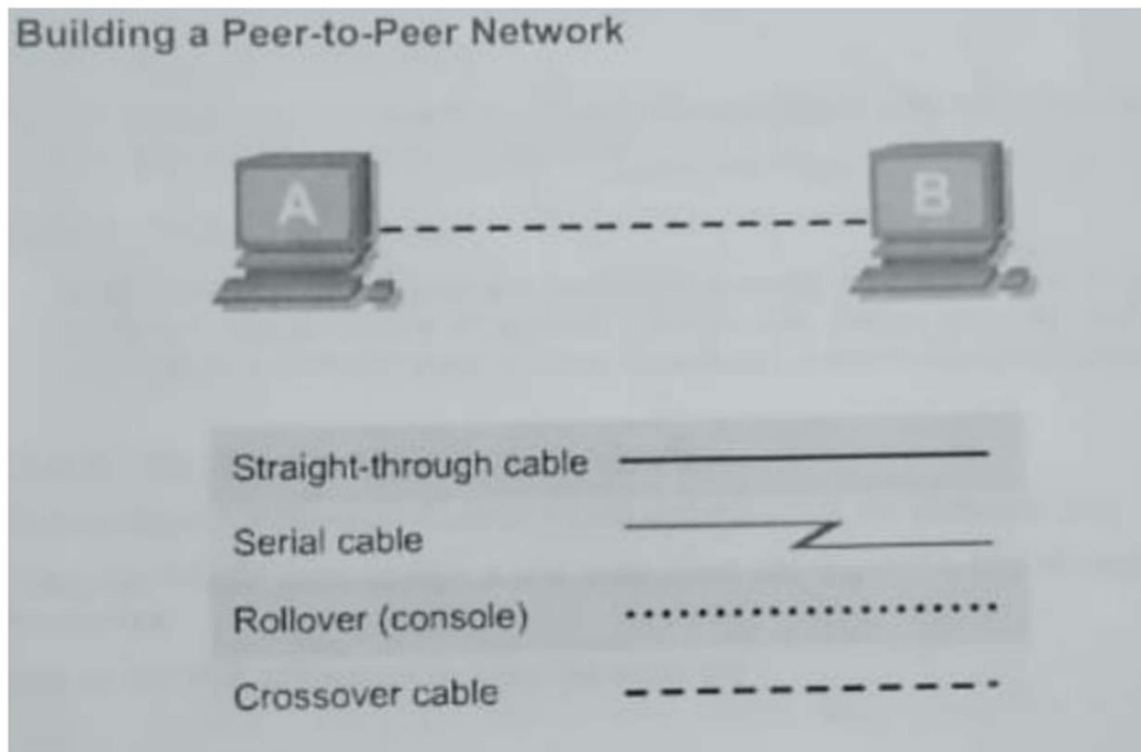 Building a Peer-to-Peer Network
A
B
Straight-through cable
Serial cable
Rollover (console)
Crossover cable